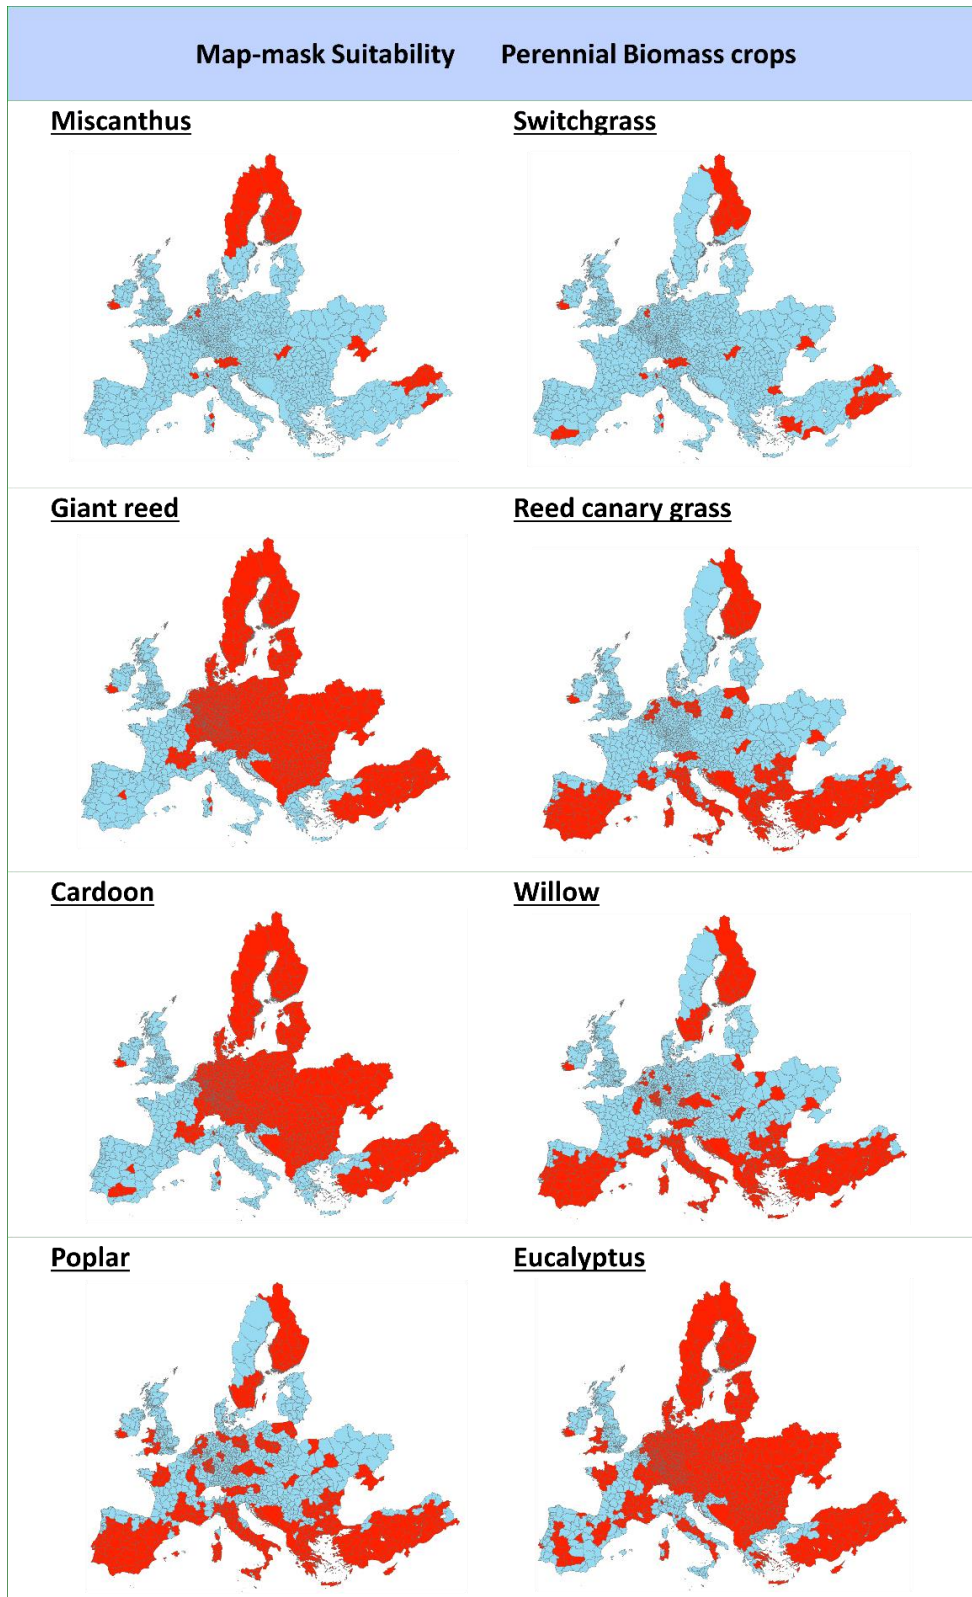 Map-mask Suitability Perennial Biomass crops
Miscanthus Switchgrass
Giant reed Reed canary grass
Cardoon Willow
Poplar Eucalyptus